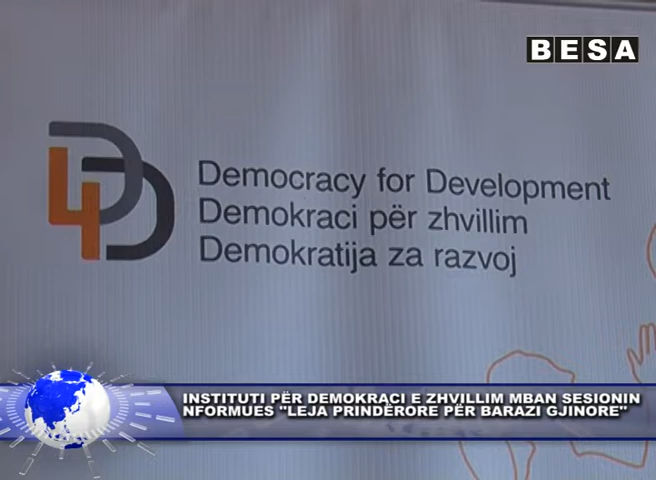 BESA
D4D
Democracy for Development
Demokraci për zhvillim
Demokratija za razvoj
INSTITUTI PËR DEMOKRACI E ZHVILLIM MBAN SESIONIN
NFORMUES "LEJA PRINDËRORE PËR BARAZI GJINORE"